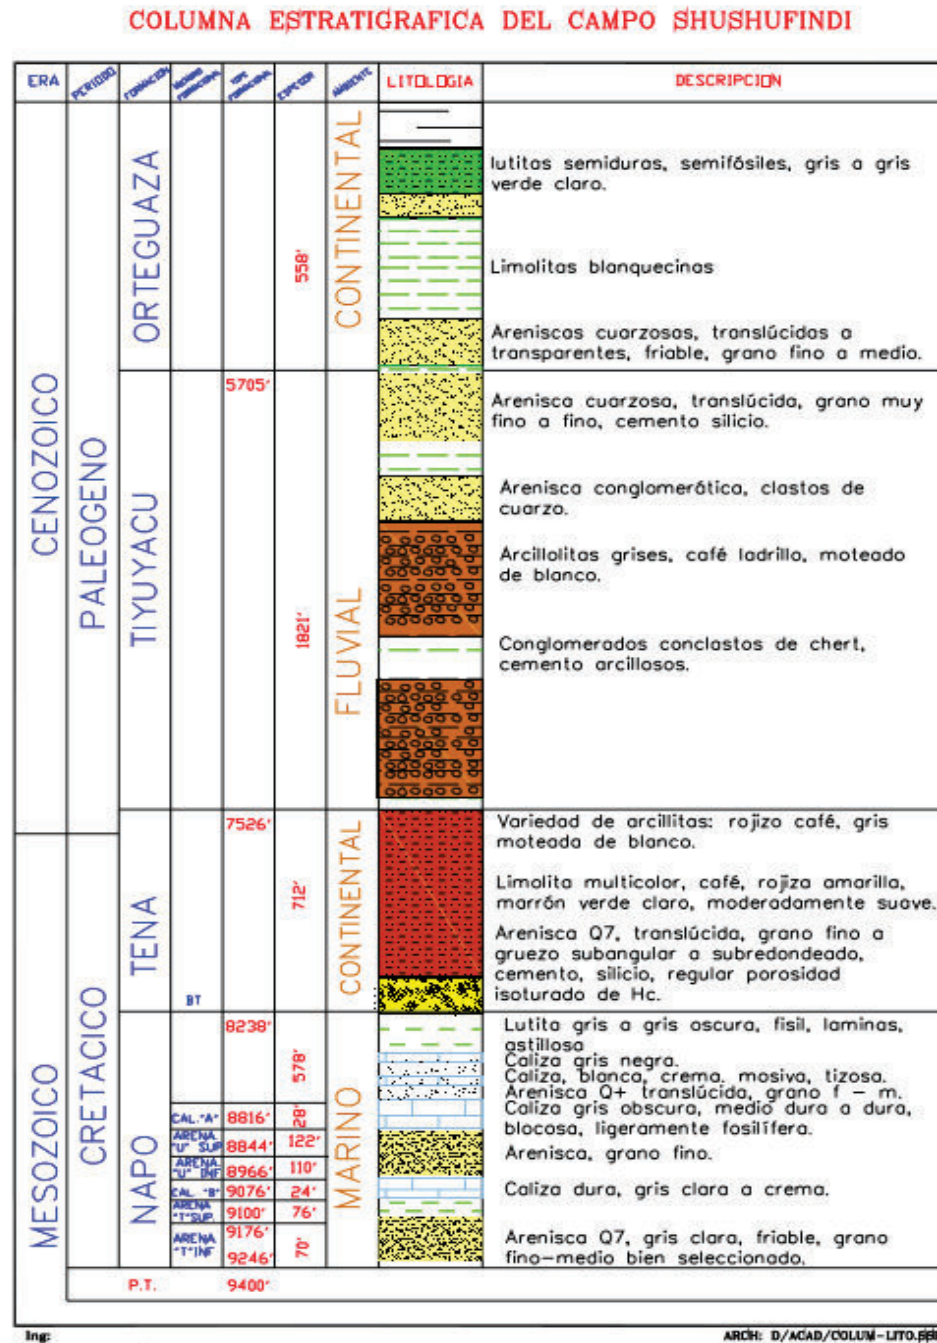 COLUMNA ESTRATIGRAFICA DEL CAMPO SHUSHUFINDI
ERA
PERIODO
FORMACION
ESPESOR
AMBIENTE
LITOLOGIA
DESCRIPCION
CENOZOICO
PALEOGENO
ORTEGUAZA
558'
CONTINENTAL
lutitas semiduras, semifósiles, gris a gris
verde claro.
Limolitas blanquecinas
Areniscas cuarzosas, translúcidas a
transparentes, friable, grano fino a medio.
TIYUYACU
5705'
1821'
FLUVIAL
Arenisca cuarzosa, translúcida, grano muy
fino a fino, cemento silicio.
Arenisca conglomerática, clastos de
cuarzo.
Arcillolitas grises, café ladrillo, moteado
de blanco.
Conglomerados conclastos de chert,
cemento arcillosos.
MESOZOICO
CRETACICO
TENA
BT
7526'
712'
CONTINENTAL
Variedad de arcillitas: rojizo café, gris
moteada de blanco.
Limolita multicolor, café, rojiza amarilla,
marrón verde claro, moderadamente suave.
Arenisca Q7, translúcida, grano fino a
gruezo subangular a subredondeado,
cemento, silicio, regular porosidad
isoturado de Hc.
NAPO
8238'
578'
MARINO
Lutita gris a gris oscura, fisil, laminas,
astillosa
Caliza gris negra.
Caliza, blanca, crema. mosiva, tizosa.
Arenisca Q+ translúcida, grano f - m.
Caliza gris obscura, medio dura a dura,
blocosa, ligeramente fosilífera.
Arenisca, grano fino.
Caliza dura, gris clara a crema.
Arenisca Q7, gris clara, friable, grano
fino-medio bien seleccionado.
CAL. "A" 8816' 28'
ARENA
"U" SUP 8844' 122'
ARENA
"U" INF 8966' 110'
CAL. "B" 9076' 24'
ARENA
"T"SUP. 9100' 76'
ARENA
"T"INF
9176'
9246'
70'
P.T. 9400'
Ing:
ARCH: D/ACAD/COLUM-LITO.